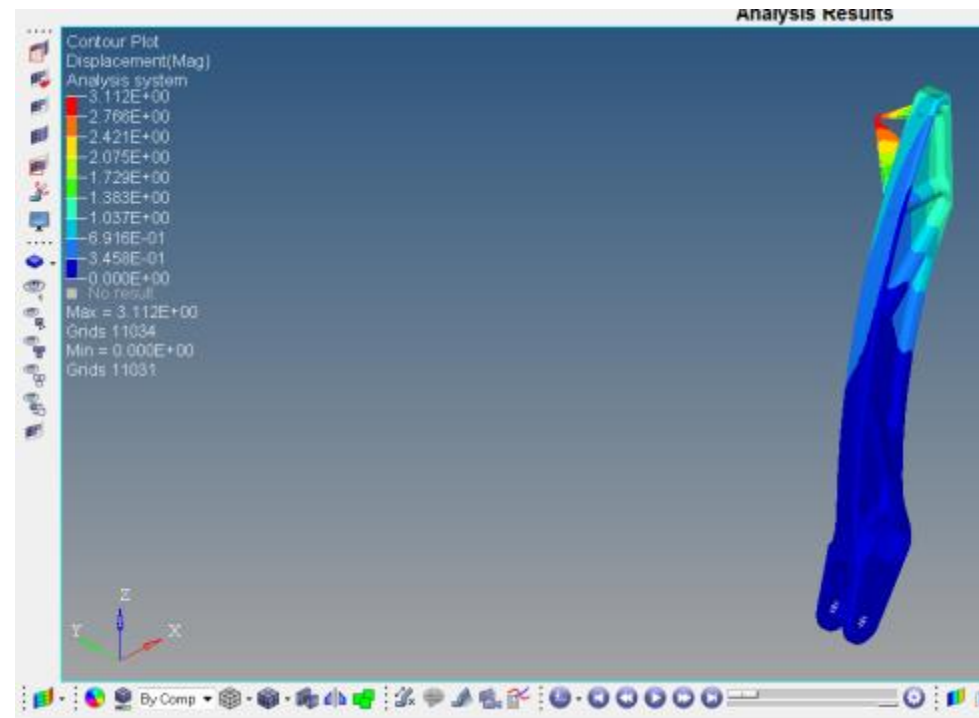 Analysis Results
Contour Plot
Displacement(Mag)
Analysis system
3.112E+00
2.766E+00
2.421E+00
2.075E+00
1.729E+00
1.383E+00
1.037E+00
6.916E-01
3.458E-01
0.000E+00
No result
Max = 3.112E+00
Grids 11034
Min = 0.000E+00
Grids 11031
Z
Y
X
By Comp